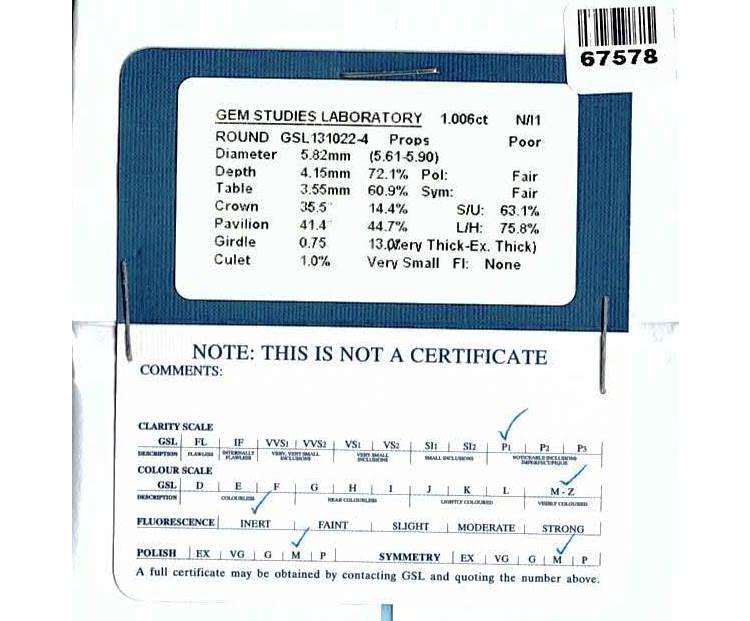 67578
GEM STUDIES LABORATORY 1.006ct N/I1
ROUND GSL131022-4 Props Poor
Diameter 5.82mm (5.61-5.90)
Depth 4.15mm 72.1% Pol: Fair
Table 3.55mm 60.9% Sym: Fair
Crown 35.5° 14.4% S/U: 63.1%
Pavilion 41.4° 44.7% L/H: 75.8%
Girdle 0.75 13.0 Very Thick-Ex. Thick)
Culet 1.0% Very Small Fl: None
NOTE: THIS IS NOT A CERTIFICATE
COMMENTS:
CLARITY SCALE
GSL FL IF VVS1 VVS2 VS1 VS2 SI1 SI2 P1 P2 P3
DESCRIPTION FLAWLESS INTERNALLY FLAWLESS VERY, VERY SMALL INCLUSIONS VERY SMALL INCLUSIONS SMALL INCLUSIONS NOTICEABLE INCLUSIONS
COLOUR SCALE
GSL D E F G H I J K L M - Z
DESCRIPTION COLOURLESS NEAR COLOURLESS LIGHTLY COLOURED VISIBLY COLOURED
FLUORESCENCE INERT FAINT SLIGHT MODERATE STRONG
POLISH EX VG G M P SYMMETRY EX VG G M P
A full certificate may be obtained by contacting GSL and quoting the number above.